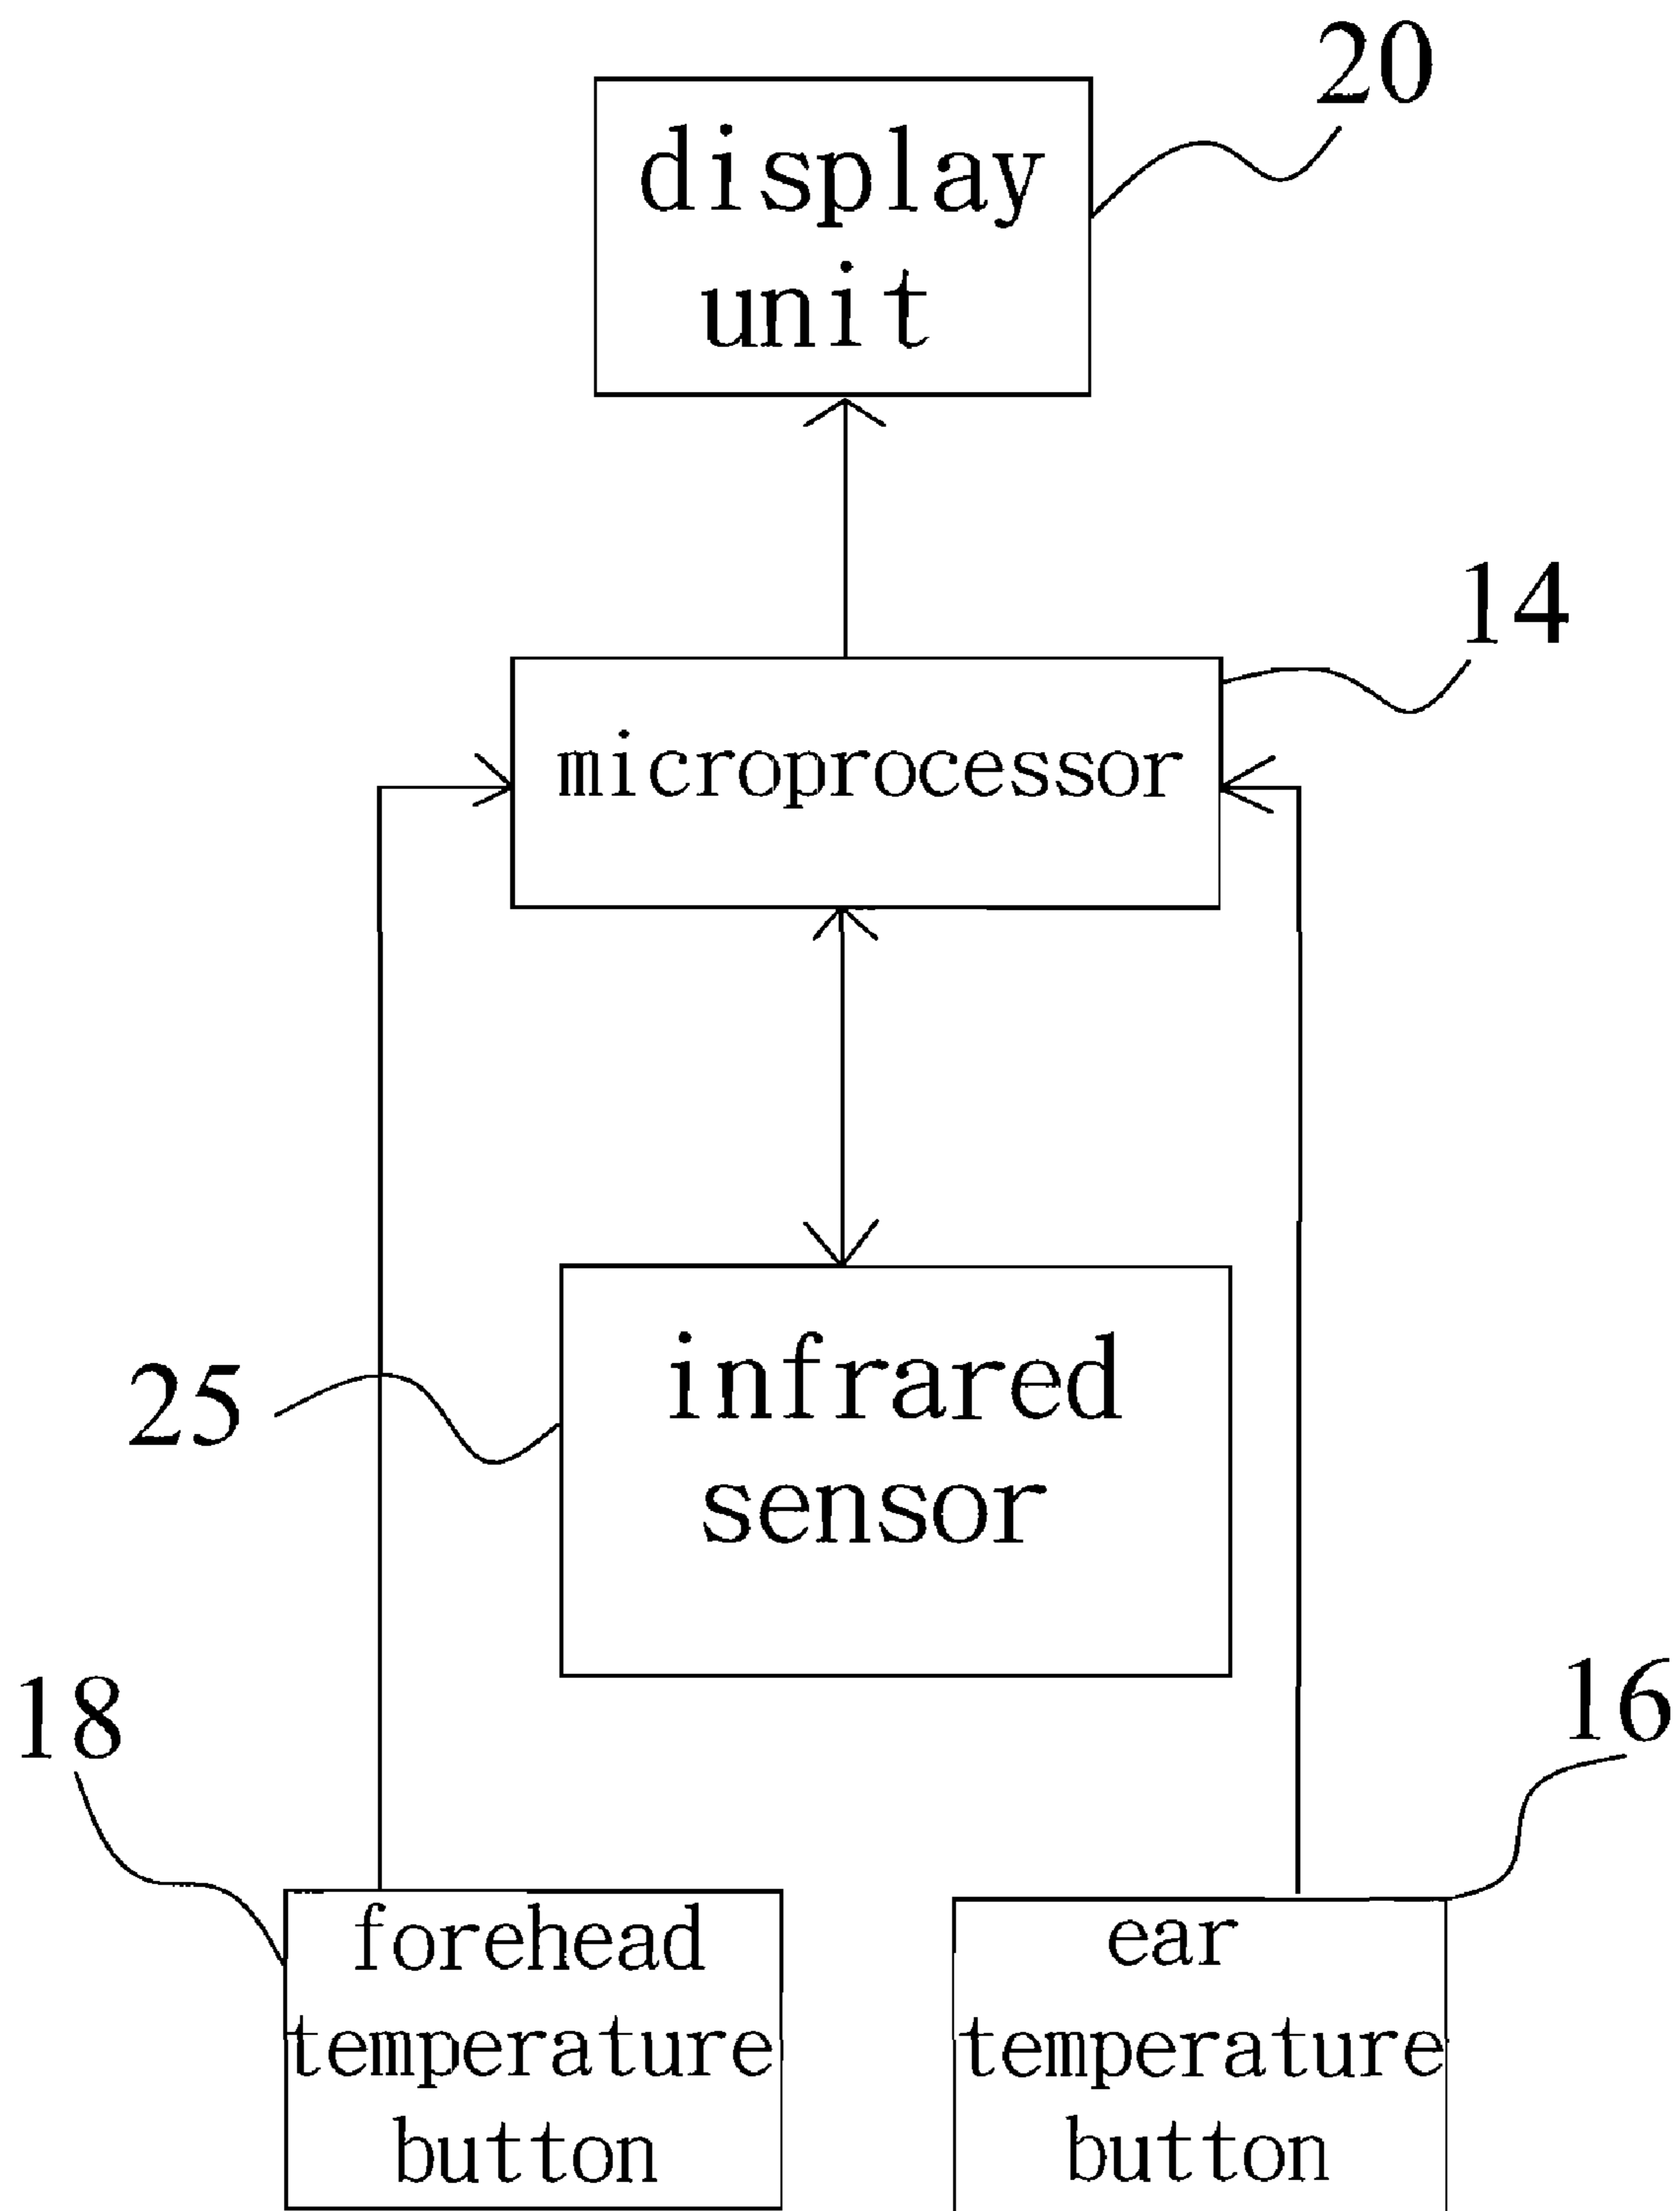 20
display
unit
14
microprocessor
infrared
25
sensor
18
16
forehead
temperature
button
ear
temperature
button